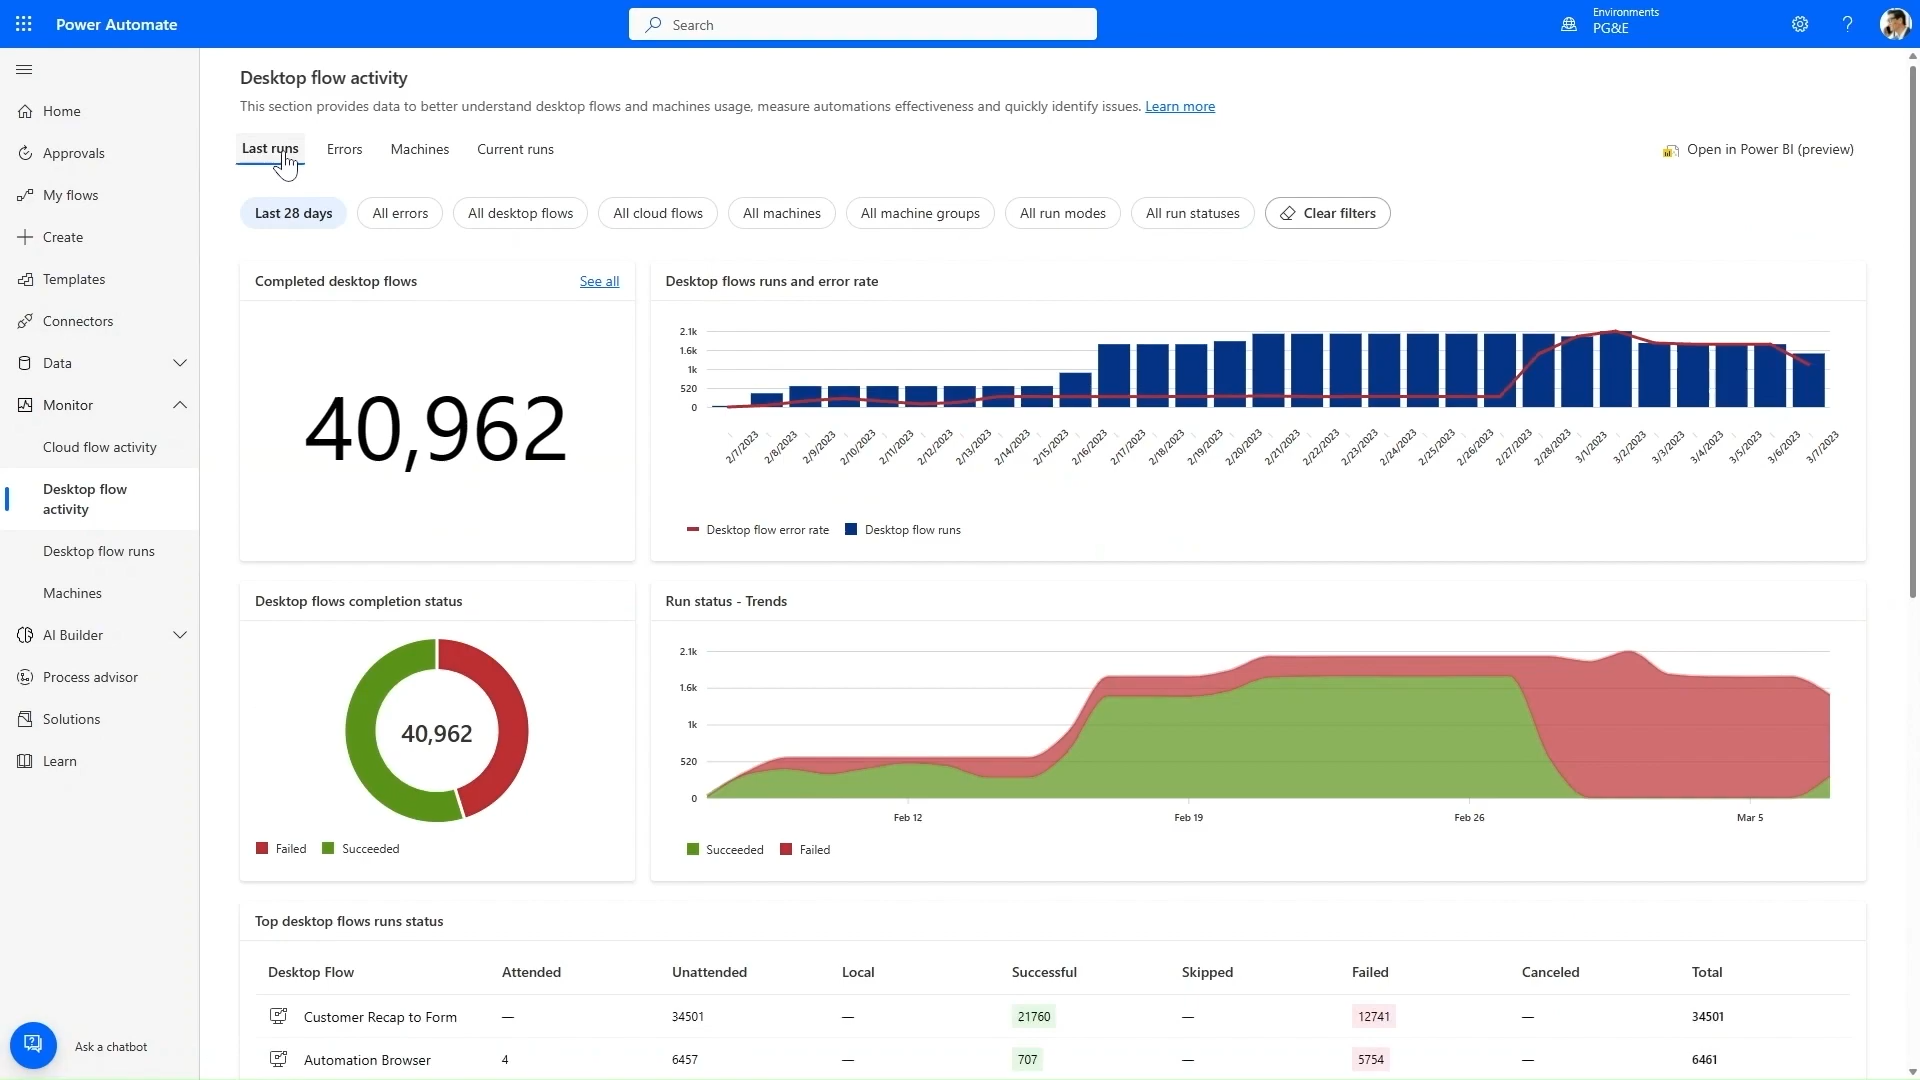 Power Automate
Search
Environments
PG&E
Home
Approvals
My flows
Create
Templates
Connectors
Data
Monitor
Cloud flow activity
Desktop flow
activity
Desktop flow runs
Machines
AI Builder
Process advisor
Solutions
Learn
Ask a chatbot
Desktop flow activity
This section provides data to better understand desktop flows and machines usage, measure automations effectiveness and quickly identify issues. Learn more
Last runs Errors Machines Current runs
Open in Power BI (preview)
Last 28 days All errors All desktop flows All cloud flows All machines All machine groups All run modes All run statuses Clear filters
Completed desktop flows See all
40,962
Desktop flows runs and error rate
2.1k
1.6k
1k
520
0
2/7/2023 2/8/2023 2/9/2023 2/10/2023 2/11/2023 2/12/2023 2/13/2023 2/14/2023 2/15/2023 2/16/2023 2/17/2023 2/18/2023 2/19/2023 2/20/2023 2/21/2023 2/22/2023 2/23/2023 2/24/2023 2/25/2023 2/26/2023 2/27/2023 2/28/2023 3/1/2023 3/2/2023 3/3/2023 3/4/2023 3/5/2023 3/6/2023 3/7/2023
Desktop flow error rate Desktop flow runs
Desktop flows completion status
40,962
Failed Succeeded
Run status - Trends
2.1k
1.6k
1k
520
0
Feb 12 Feb 19 Feb 26 Mar 5
Succeeded Failed
Top desktop flows runs status
Desktop Flow Attended Unattended Local Successful Skipped Failed Canceled Total
Customer Recap to Form — 34501 — 21760 — 12741 — 34501
Automation Browser 4 6457 — 707 — 5754 — 6461